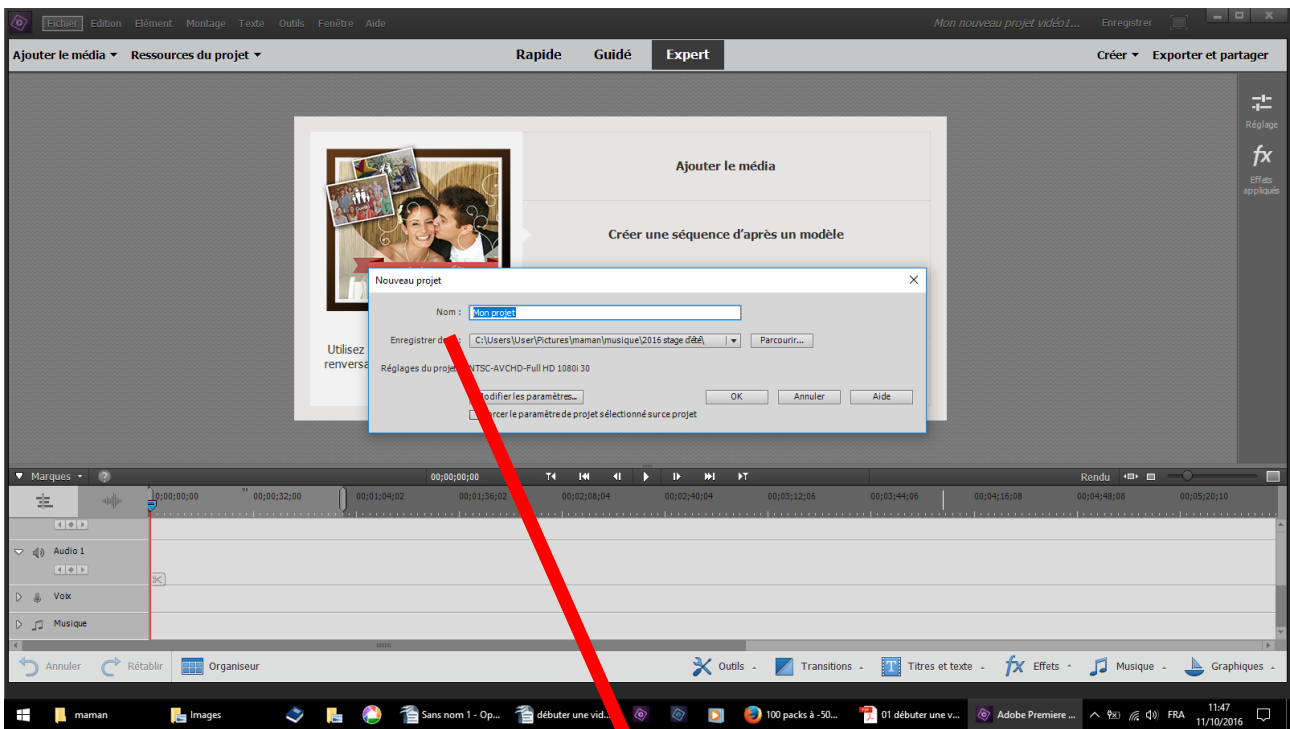 Fichier Edition Elément Montage Texte Outils Fenêtre Aide Mon nouveau projet vidéo1... Enregistrer
Ajouter le média Ressources du projet Rapide Guidé Expert Créer Exporter et partager
Réglage
fx
Effets
appliqués
Ajouter le média
Créer une séquence d'après un modèle
Utilisez
renversa
Nouveau projet
Nom : Mon projet
Enregistrer d : C:\Users\User\Pictures\maman\musique\2016 stage d'été\ Parcourir...
Réglages du projet NTSC-AVCHD-Full HD 1080i 30
Modifier les paramètres... OK Annuler Aide
Forcer le paramètre de projet sélectionné sur ce projet
Marques ? 00;00;00;00 Rendu
0;00;00;00 00;00;32;00 00;01;04;02 00;01;36;02 00;02;08;04 00;02;40;04 00;03;12;06 00;03;44;06 00;04;16;08 00;04;48;08 00;05;20;10
Audio 1
Voix
Musique
Annuler Rétablir Organiseur Outils Transitions T Titres et texte fx Effets Musique Graphiques
maman Images Sans nom 1 - Op... débuter une vid... 100 packs à -50... 01 débuter une v... Adobe Premiere ... FRA 11:47
11/10/2016